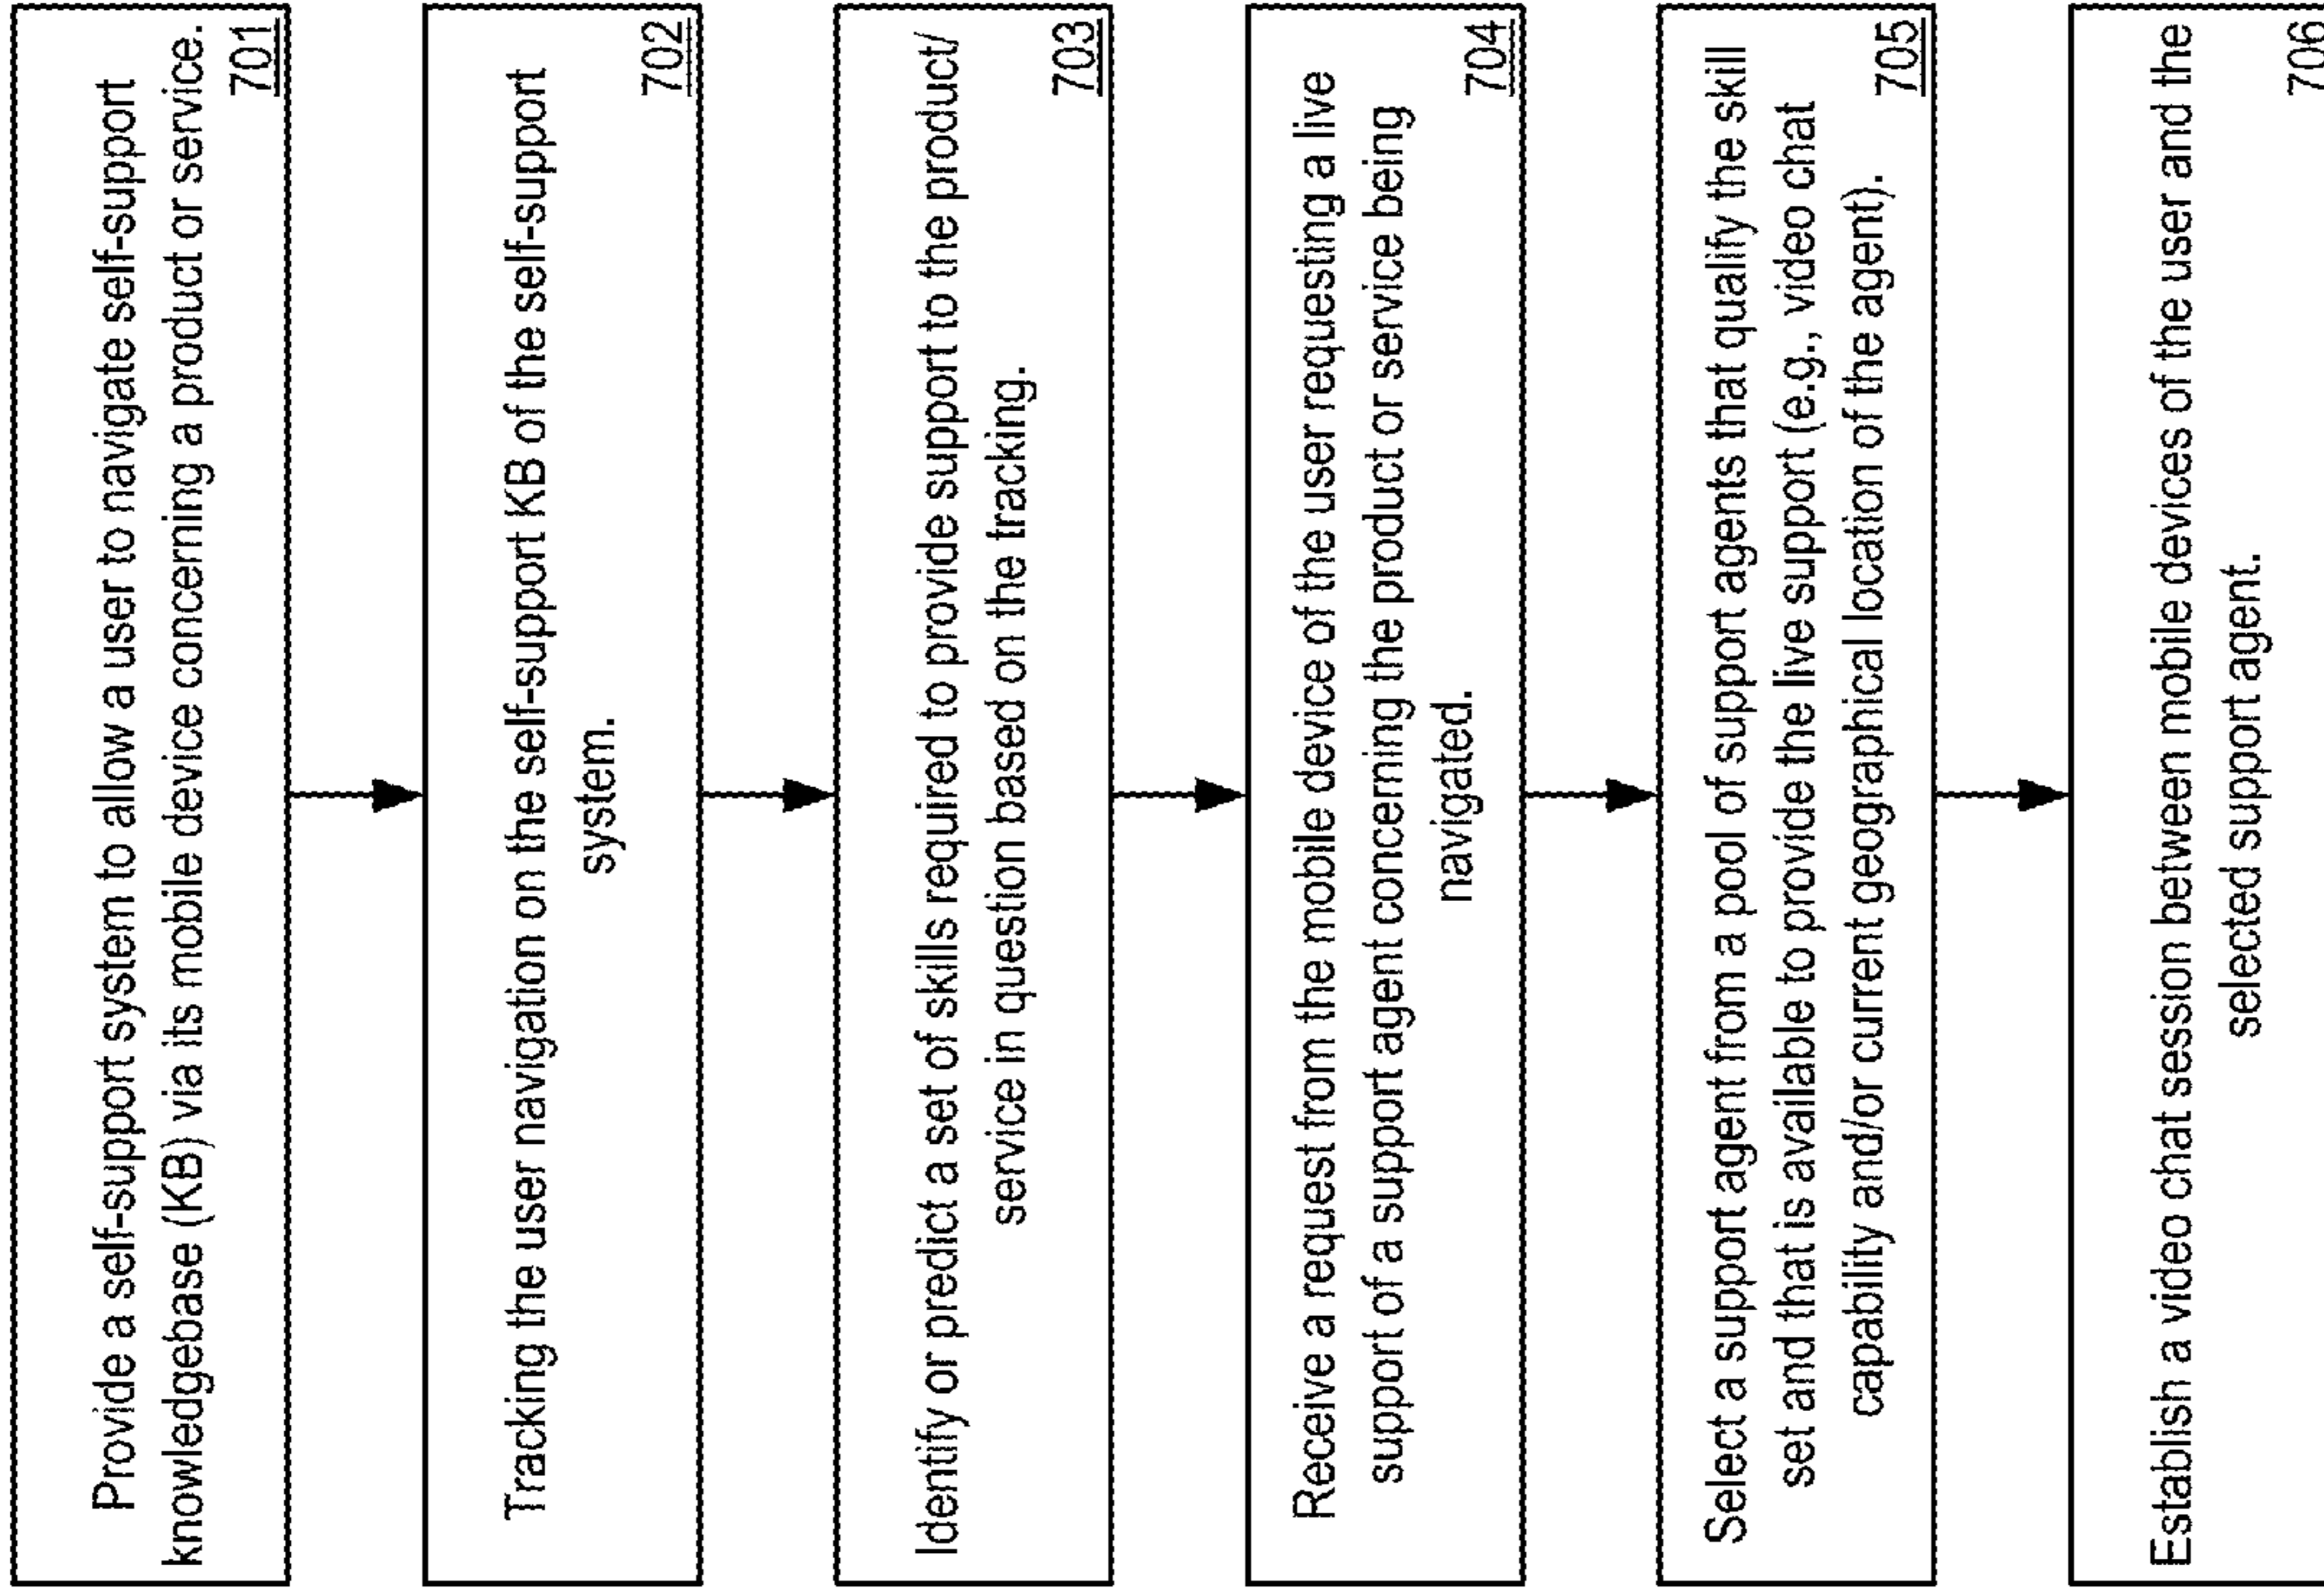 Provide a self-support system to allow a user to navigate self-support
knowledgebase (KB) via its mobile device concerning a product or service.
701
Tracking the user navigation on the self-support KB of the self-support
system.
702
Identify or predict a set of skills required to provide support to the product/
service in question based on the tracking.
703
Receive a request from the mobile device of the user requesting a live
support of a support agent concerning the product or service being
navigated.
704
Select a support agent from a pool of support agents that qualify the skill
set and that is available to provide the live support (e.g., video chat
capability and/or current geographical location of the agent).
705
Establish a video chat session between mobile devices of the user and the
selected support agent.
706